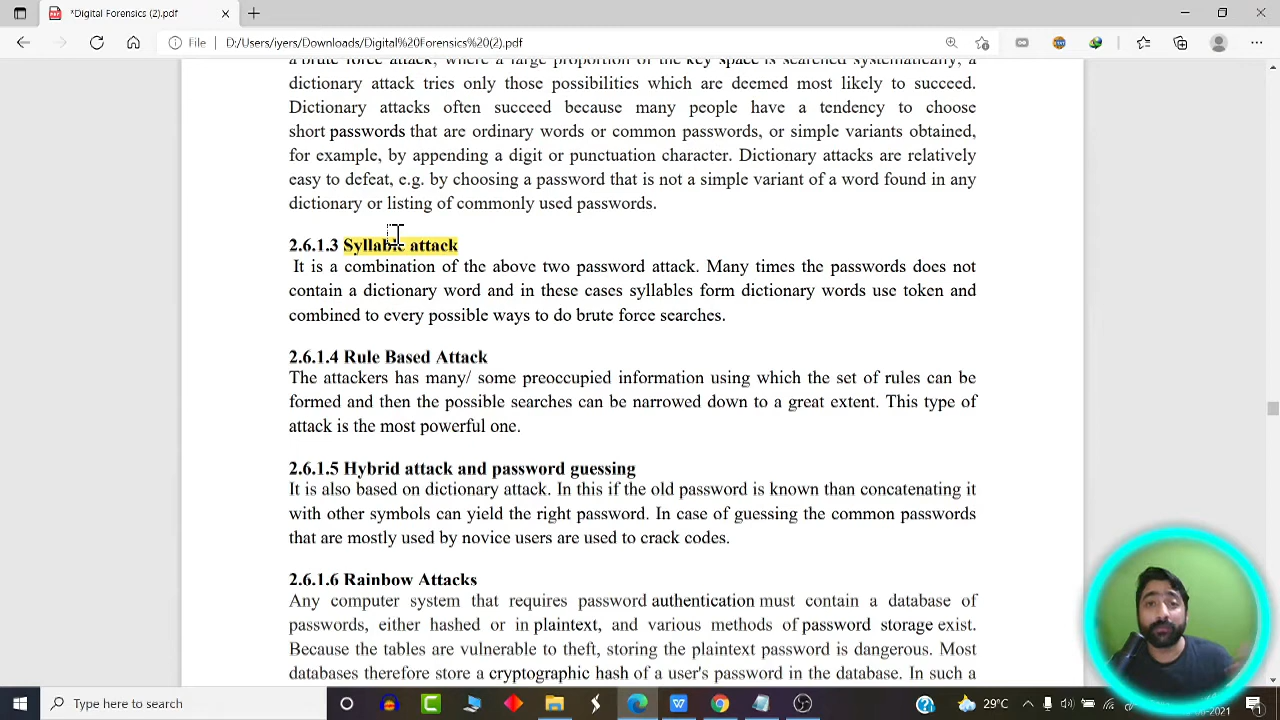 *Digital Forensics (2).pdf
File
D:/Users/iyers/Downloads/Digital%20Forensics%20(2).pdf
a brute force attack, where a large proportion of the key space is searched systematically, a
dictionary attack tries only those possibilities which are deemed most likely to succeed.
Dictionary attacks often succeed because many people have a tendency to choose
short passwords that are ordinary words or common passwords, or simple variants obtained,
for example, by appending a digit or punctuation character. Dictionary attacks are relatively
easy to defeat, e.g. by choosing a password that is not a simple variant of a word found in any
dictionary or listing of commonly used passwords.
2.6.1.3 Syllabic attack
It is a combination of the above two password attack. Many times the passwords does not
contain a dictionary word and in these cases syllables form dictionary words use token and
combined to every possible ways to do brute force searches.
2.6.1.4 Rule Based Attack
The attackers has many/ some preoccupied information using which the set of rules can be
formed and then the possible searches can be narrowed down to a great extent. This type of
attack is the most powerful one.
2.6.1.5 Hybrid attack and password guessing
It is also based on dictionary attack. In this if the old password is known than concatenating it
with other symbols can yield the right password. In case of guessing the common passwords
that are mostly used by novice users are used to crack codes.
2.6.1.6 Rainbow Attacks
Any computer system that requires password authentication must contain a database of
passwords, either hashed or in plaintext, and various methods of password storage exist.
Because the tables are vulnerable to theft, storing the plaintext password is dangerous. Most
databases therefore store a cryptographic hash of a user's password in the database. In such a
Type here to search
29°C
2021